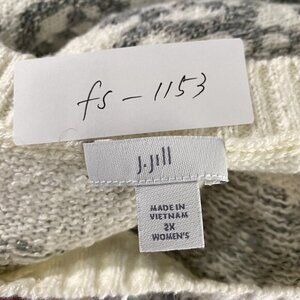 fs - 1153
J.Jill
MADE IN
VIETNAM
2X
WOMEN'S